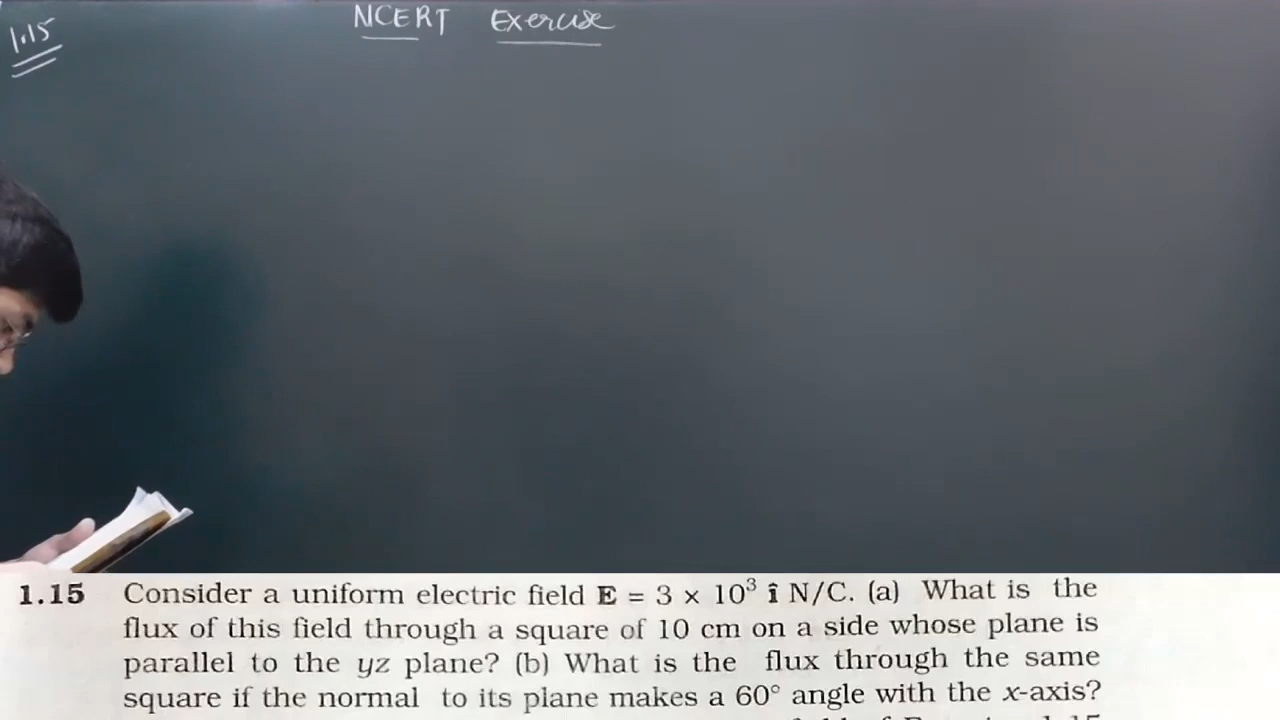 NCERT Exercise
1.15
1.15 Consider a uniform electric field E = 3 × 10³ î N/C. (a) What is the
flux of this field through a square of 10 cm on a side whose plane is
parallel to the yz plane? (b) What is the flux through the same
square if the normal to its plane makes a 60° angle with the x-axis?